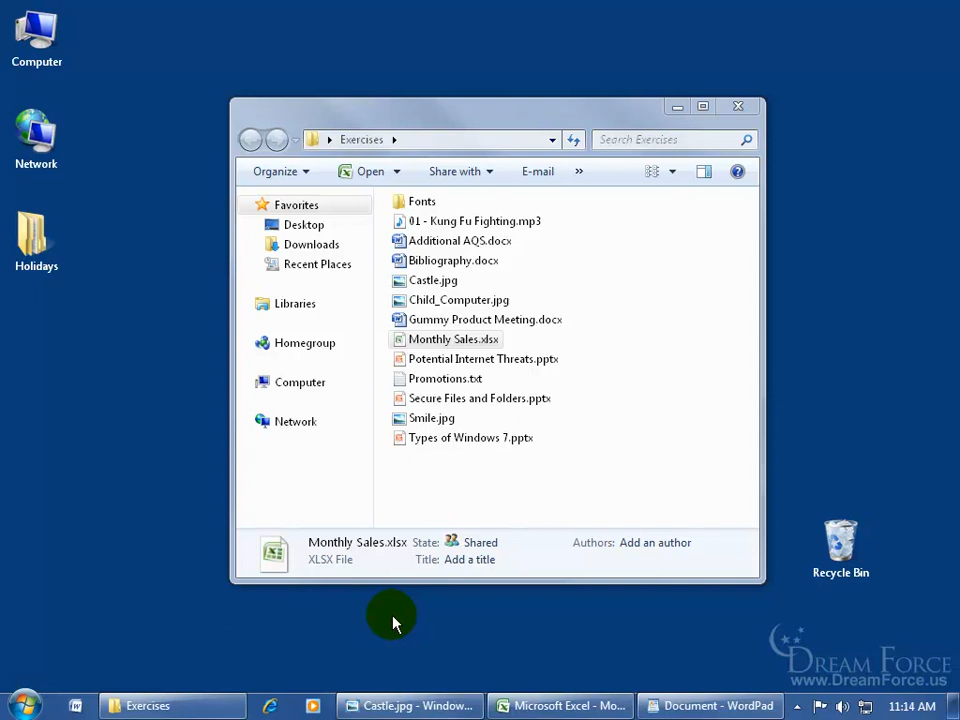 Computer
Network
Holidays
Exercises
Search Exercises
Organize
Open
Share with
E-mail
»
Favorites
Desktop
Downloads
Recent Places
Libraries
Homegroup
Computer
Network
Fonts
01 - Kung Fu Fighting.mp3
Additional AQS.docx
Bibliography.docx
Castle.jpg
Child_Computer.jpg
Gummy Product Meeting.docx
Monthly Sales.xlsx
Potential Internet Threats.pptx
Promotions.txt
Secure Files and Folders.pptx
Smile.jpg
Types of Windows 7.pptx
Monthly Sales.xlsx State: Shared Authors: Add an author
XLSX File Title: Add a title
Recycle Bin
DREAM FORCE
www.DreamForce.us
Exercises
Castle.jpg - Window...
Microsoft Excel - Mo...
Document - WordPad
11:14 AM